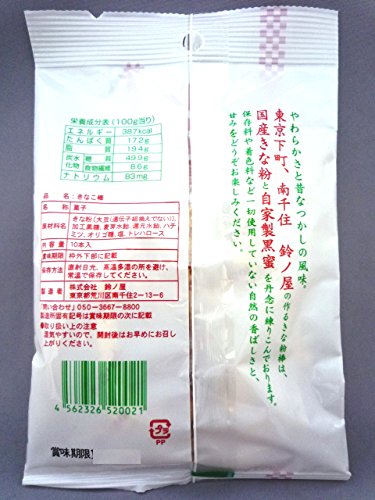 栄養成分表(100g当り)
エネルギー 387kcal
たんぱく質 17.2g
脂質 19.4g
炭水化物 糖質 49.9g
食物繊維 8.6g
ナトリウム 83mg
品名:きなこ棒
名称 菓子
原材料名 きな粉(大豆(遺伝子組換えでない)、
加工黒糖、麦芽水飴、還元水飴、ハチ
ミツ、オリゴ糖、塩、トレハロース
内容量 10本入
賞味期限 枠外下部に記載
保存方法 直射日光、高温多湿の所を避け、
常温で保存してください。
製造者 株式会社 鈴ノ屋
東京都荒川区南千住2-13-6
「問い合わせ」050-3667-8800
製造所固有記号は賞味期限の次に記載
●取り扱い上の注意
湿気やすいので、開封後はお早めにお召し
上がりください。
4 562326 520021
プラ
PP
賞味期限
やわらかさと昔なつかしの風味。
東京下町、南千住 鈴ノ屋の作るきな粉棒は、
国産きな粉と自家製黒蜜を丹念に練りこんでおります。
保存料や着色料など一切使用していない自然の香ばしさと、
甘みをどうぞお楽しみください。